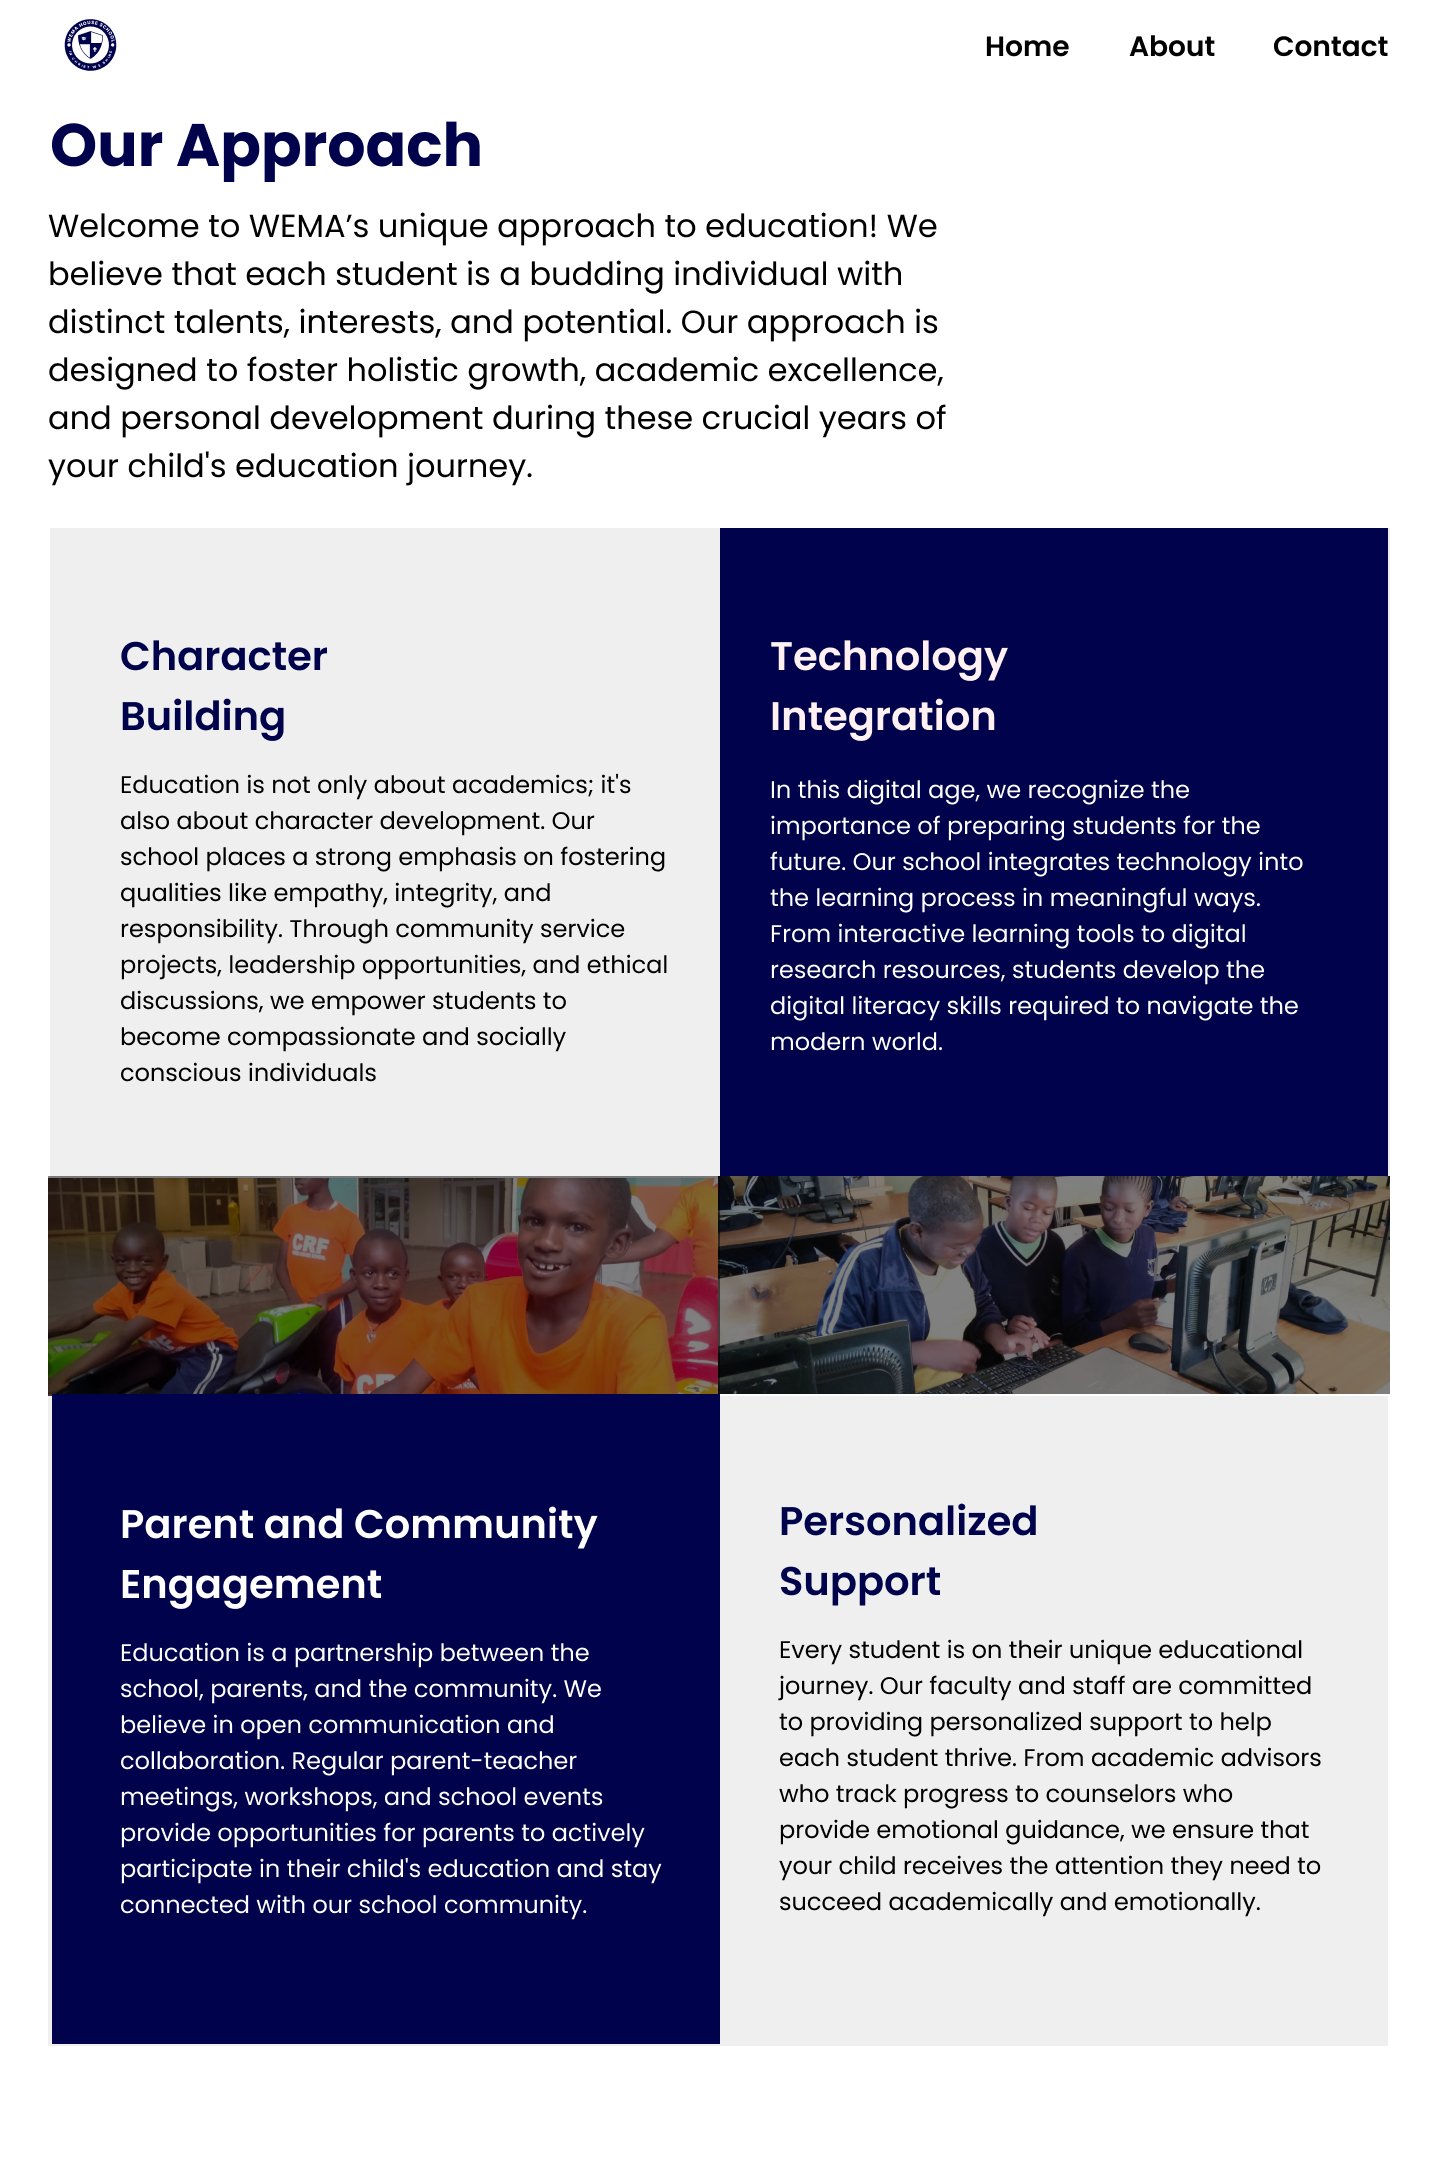 WEMA HOUSE SCHOOL
Home
About
Contact
Our Approach
Welcome to WEMA’s unique approach to education! We
believe that each student is a budding individual with
distinct talents, interests, and potential. Our approach is
designed to foster holistic growth, academic excellence,
and personal development during these crucial years of
your child's education journey.
Character
Building
Education is not only about academics; it's
also about character development. Our
school places a strong emphasis on fostering
qualities like empathy, integrity, and
responsibility. Through community service
projects, leadership opportunities, and ethical
discussions, we empower students to
become compassionate and socially
conscious individuals
Technology
Integration
In this digital age, we recognize the
importance of preparing students for the
future. Our school integrates technology into
the learning process in meaningful ways.
From interactive learning tools to digital
research resources, students develop the
digital literacy skills required to navigate the
modern world.
CRF
CRF
hp
Parent and Community
Engagement
Education is a partnership between the
school, parents, and the community. We
believe in open communication and
collaboration. Regular parent-teacher
meetings, workshops, and school events
provide opportunities for parents to actively
participate in their child's education and stay
connected with our school community.
Personalized
Support
Every student is on their unique educational
journey. Our faculty and staff are committed
to providing personalized support to help
each student thrive. From academic advisors
who track progress to counselors who
provide emotional guidance, we ensure that
your child receives the attention they need to
succeed academically and emotionally.